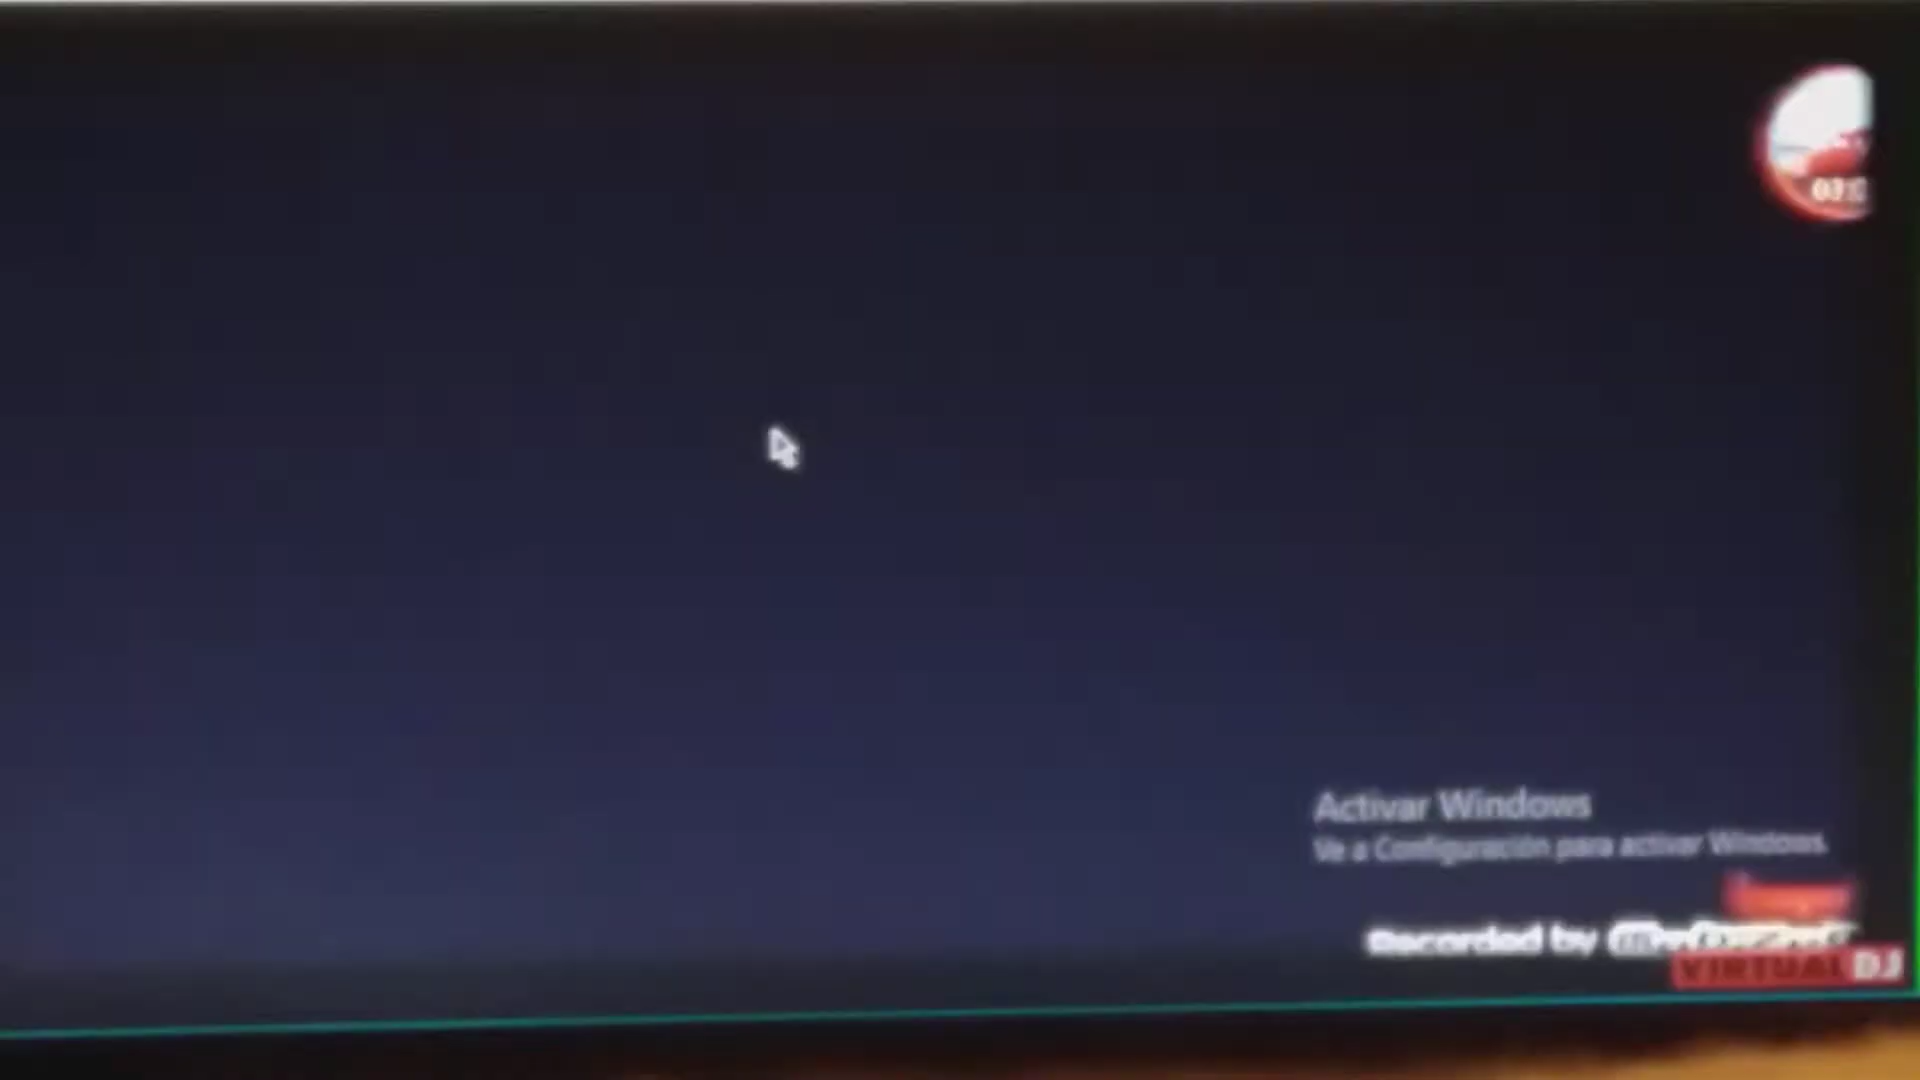 Activar Windows
Ve a Configuración para activar Windows.
Recorded by
VIRTUAL DJ